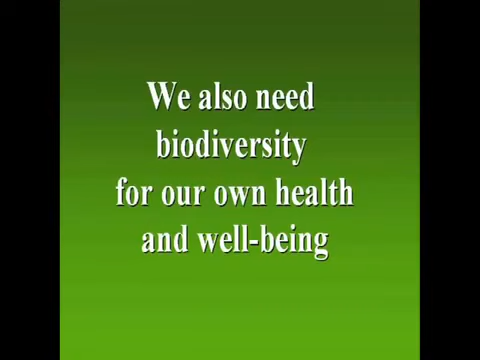 We also need
biodiversity
for our own health
and well-being